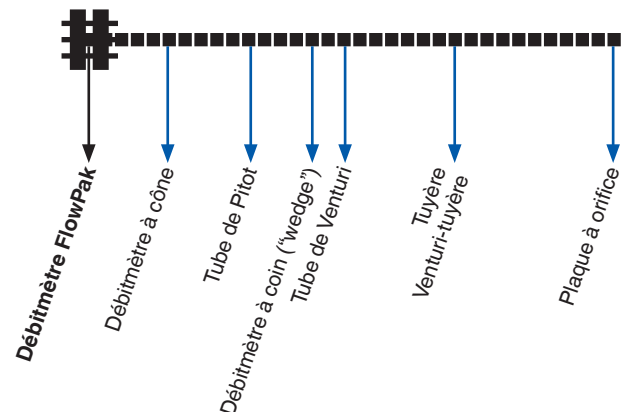 Débitmètre FlowPak
Débitmètre à cône
Tube de Pitot
Débitmètre à coin (“wedge”)
Tube de Venturi
Tuyère
Venturi-tuyère
Plaque à orifice